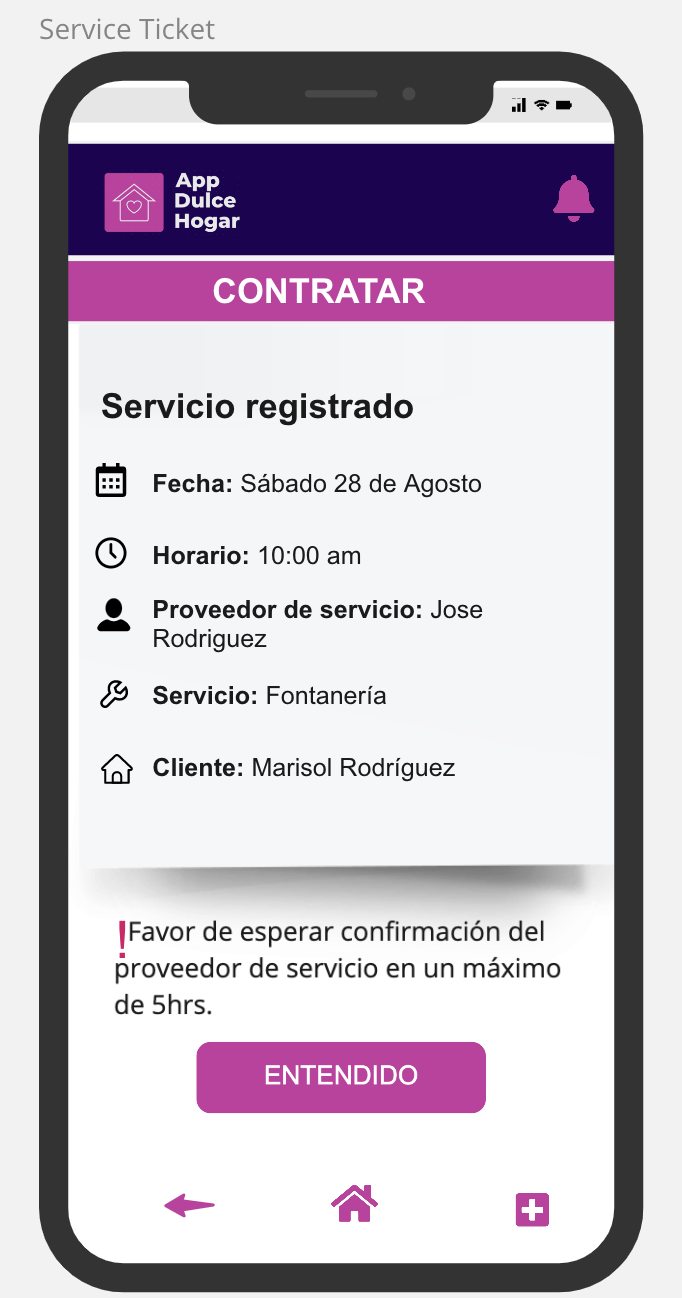 Service Ticket
App
Dulce
Hogar
CONTRATAR
Servicio registrado
Fecha: Sábado 28 de Agosto
Horario: 10:00 am
Proveedor de servicio: Jose
Rodriguez
Servicio: Fontanería
Cliente: Marisol Rodríguez
!Favor de esperar confirmación del
proveedor de servicio en un máximo
de 5hrs.
ENTENDIDO